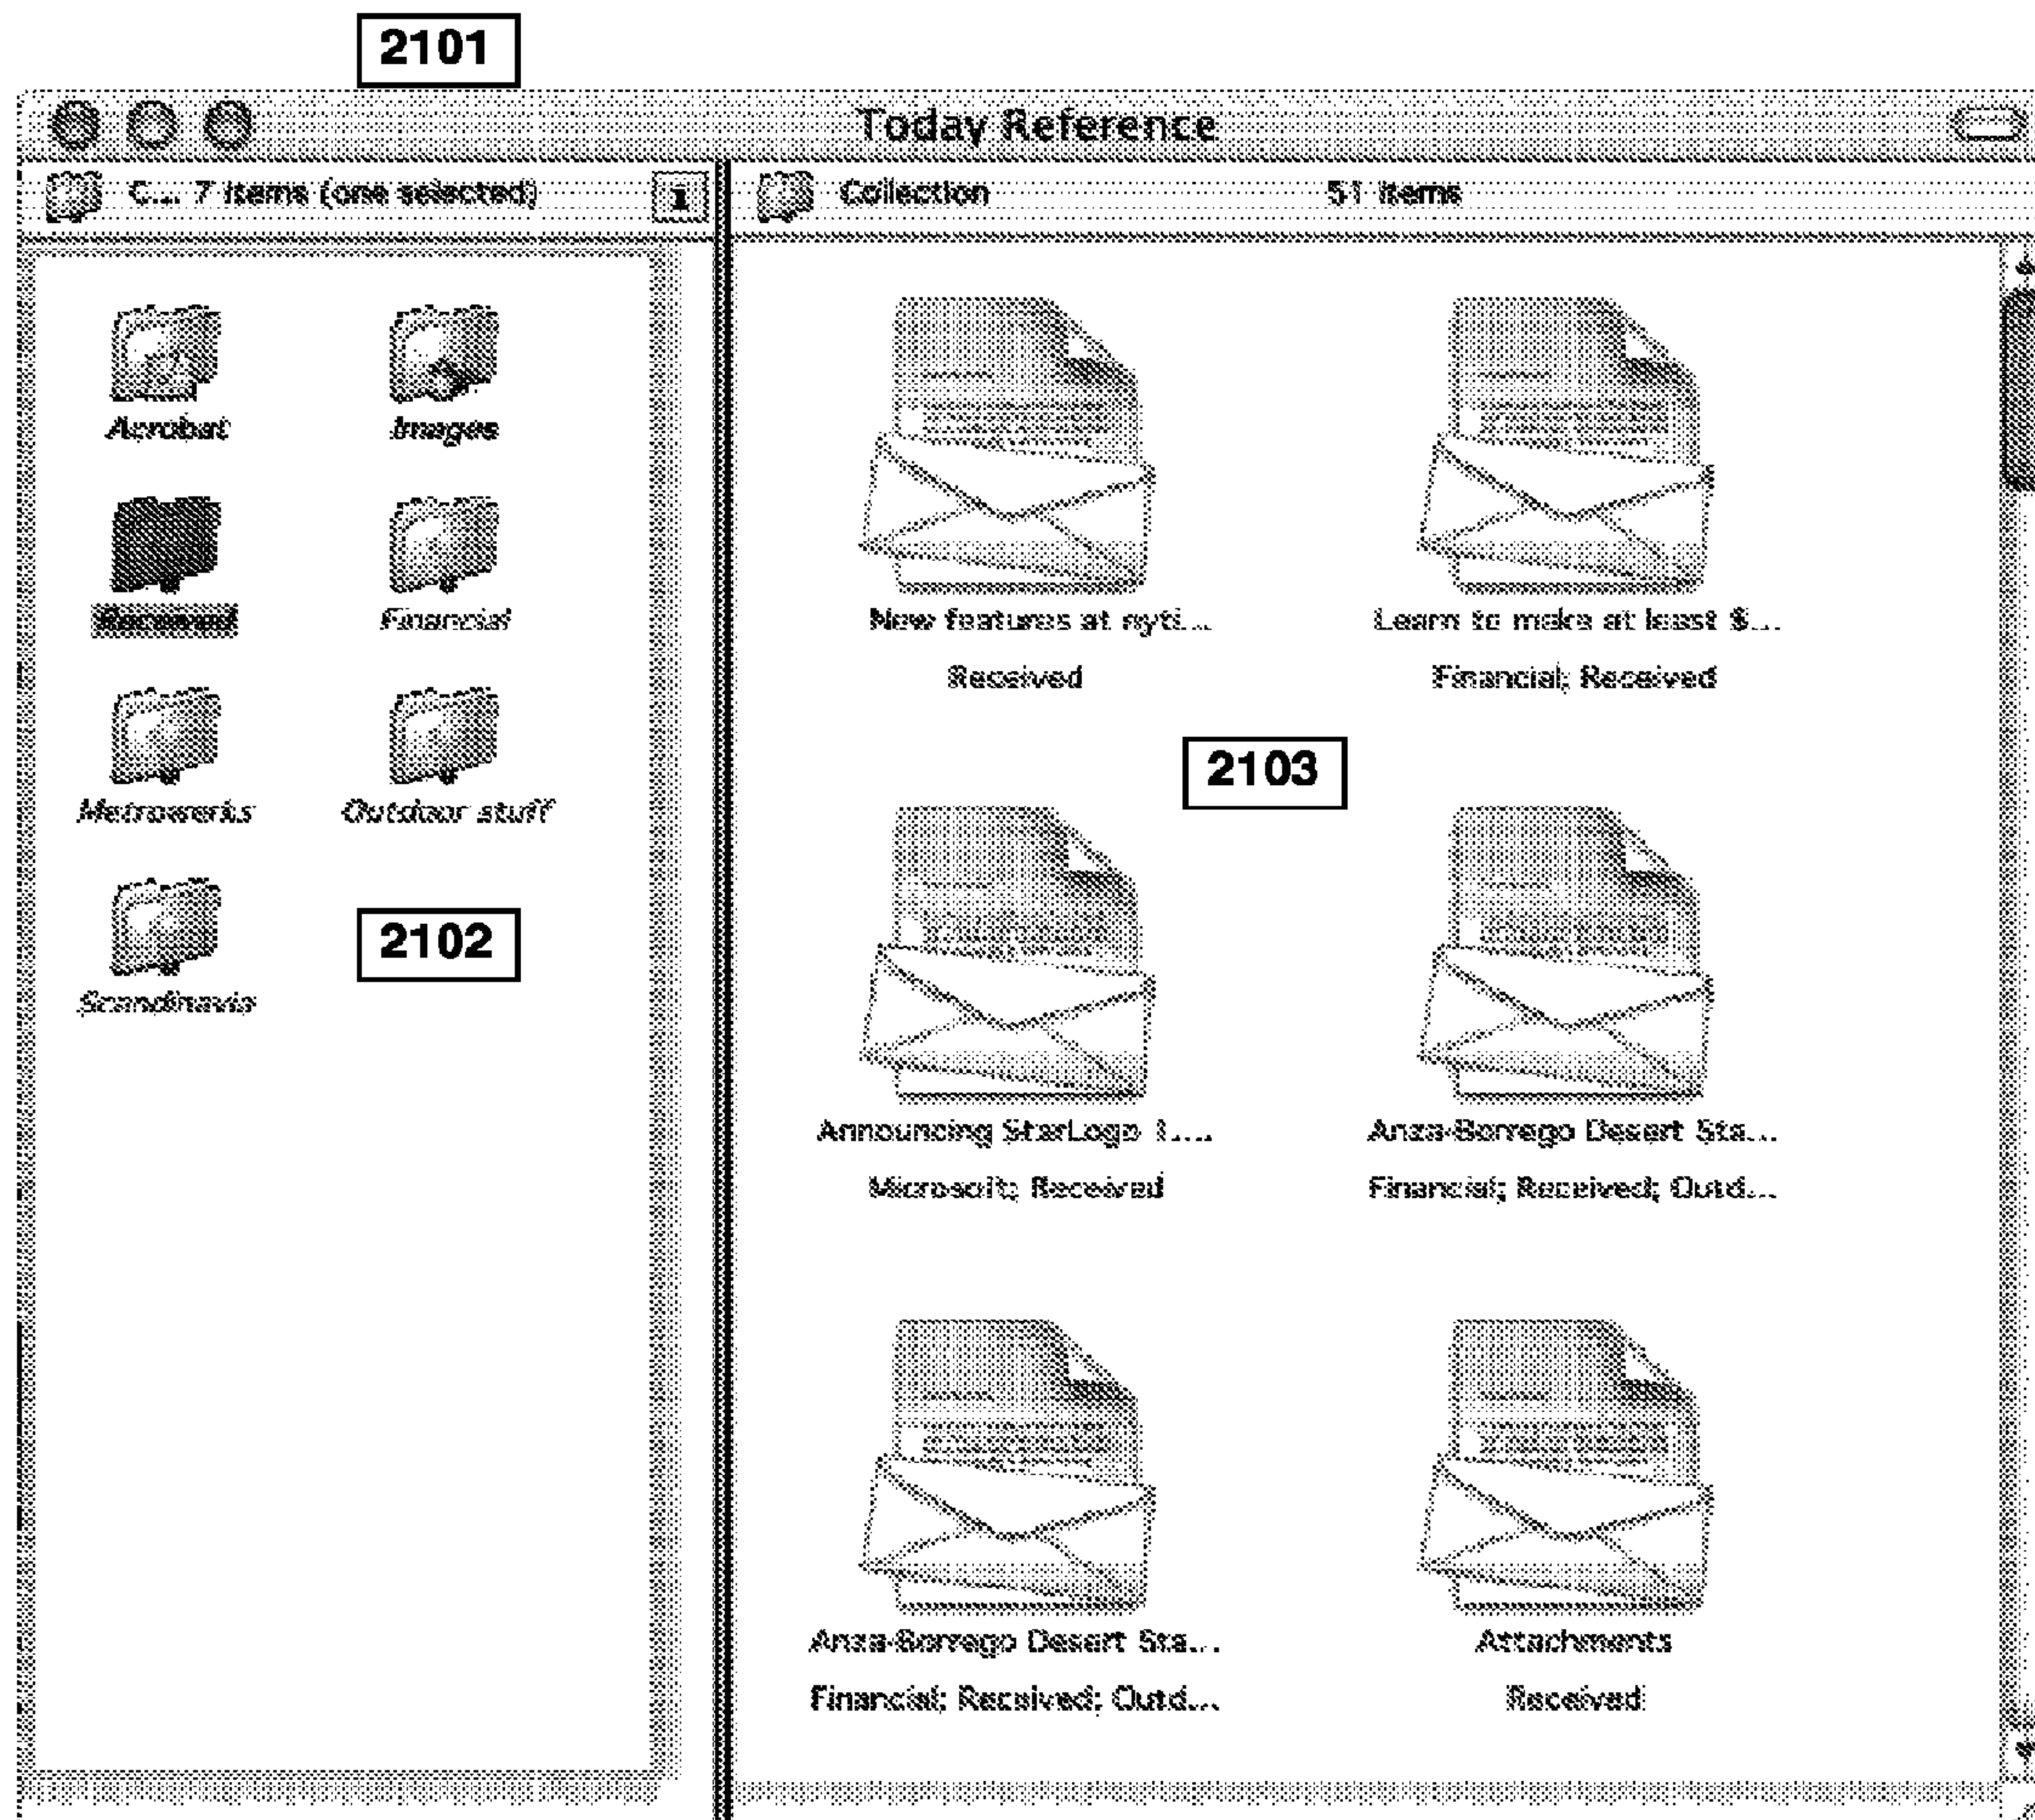 2101
Today Reference
C... 7 items (one selected)
Collection 51 items
Acrobat
Images
Received
Financial
Metrowerks
Outdoor stuff
Scandinavia
2102
New features at nyti...
Received
Learn to make at least $...
Financial; Received
2103
Announcing StarLogo 1....
Microsoft; Received
Anza-Borrego Desert Sta...
Financial; Received; Outd...
Anza-Borrego Desert Sta...
Financial; Received; Outd...
Attachments
Received